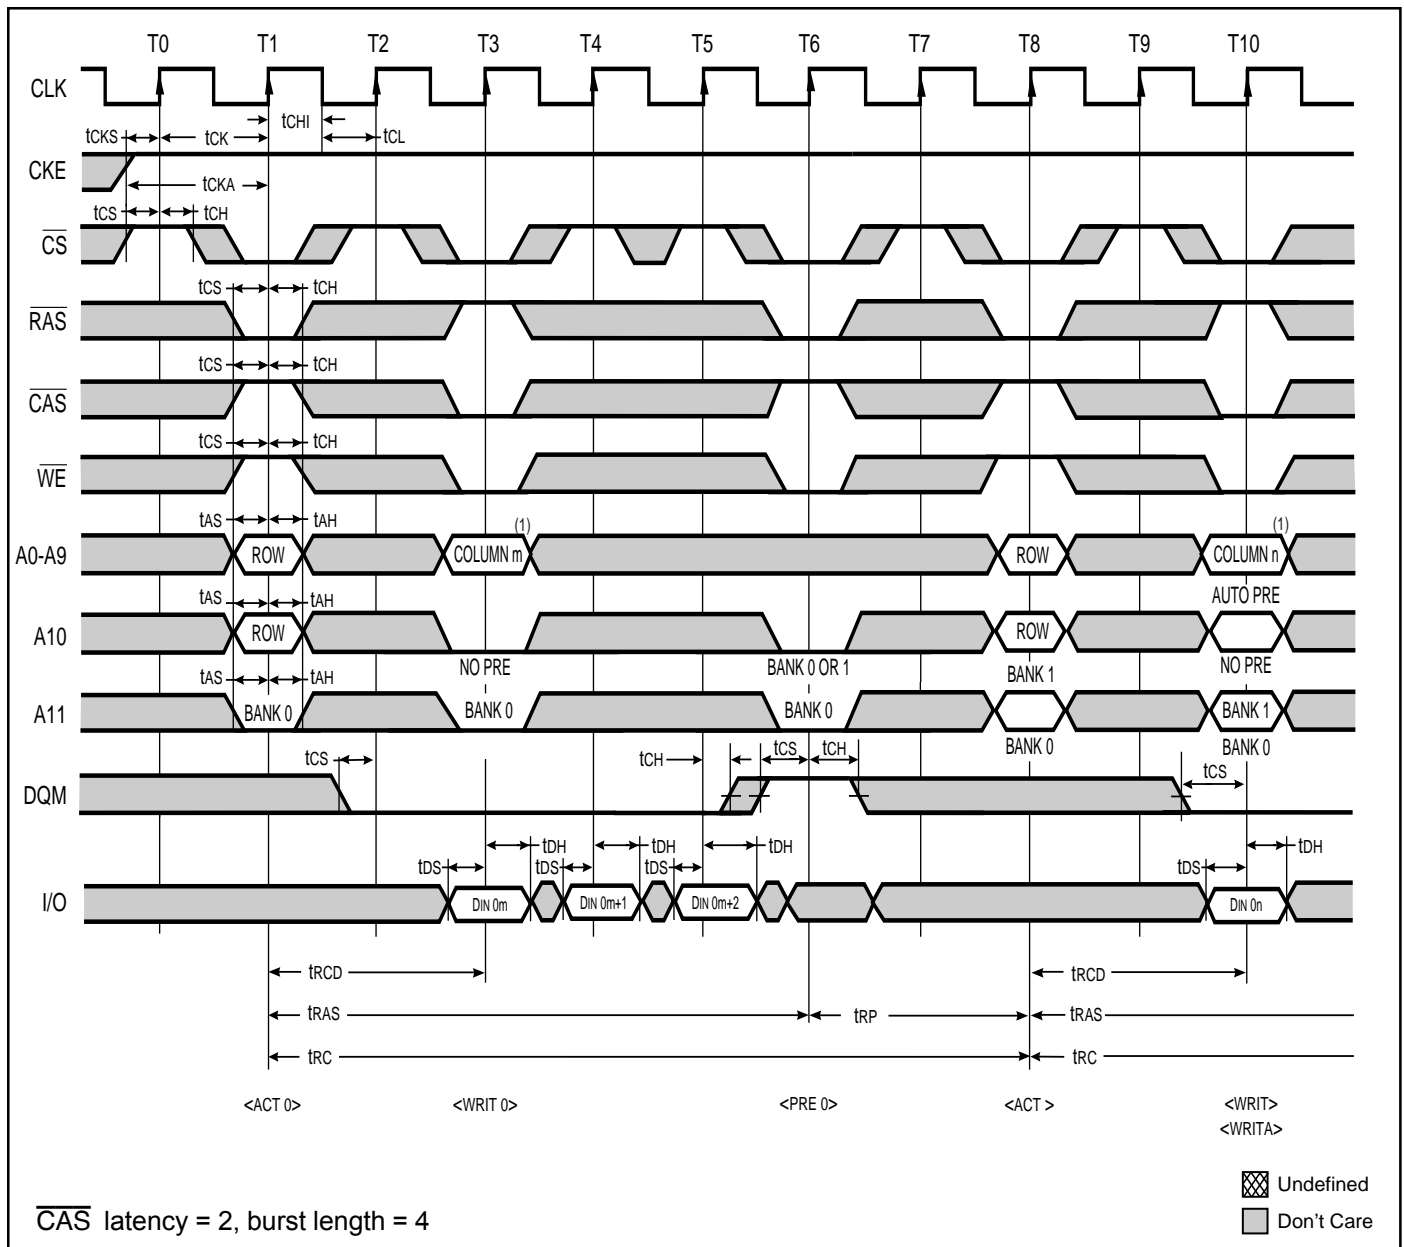 T0 T1 T2 T3 T4 T5 T6 T7 T8 T9 T10
CLK
tCHI
tCKS tCK tCL
CKE
tCKA
tCS tCH
CS
tCS tCH
RAS
tCS tCH
CAS
tCS tCH
WE
tAS tAH (1) (1)
A0-A9 ROW COLUMN m ROW COLUMN n
tAS tAH AUTO PRE
A10 ROW ROW
NO PRE BANK 0 OR 1 BANK 1 NO PRE
tAS tAH
A11 BANK 0 BANK 0 BANK 0 BANK 1
BANK 0 BANK 0
tCS tCH tCS tCH tCS
DQM
tDS tDH tDS tDH tDS tDH tDS tDH
I/O DIN 0m DIN 0m+1 DIN 0m+2 DIN 0n
tRCD tRCD
tRAS tRP tRAS
tRC tRC
<ACT 0> <WRIT 0> <PRE 0> <ACT > <WRIT>
<WRITA>
Undefined
CAS latency = 2, burst length = 4 Don't Care